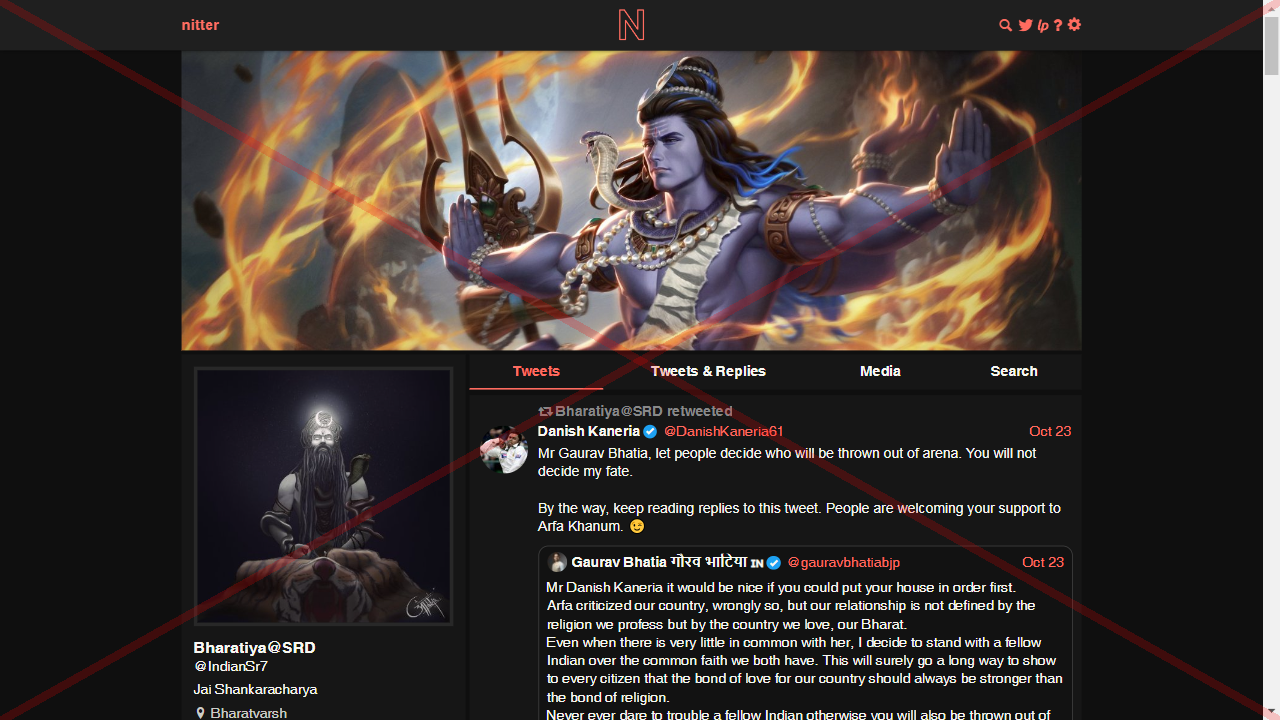 nitter
N
lp ?
Tweets
Tweets & Replies
Media
Search
Bharatiya@SRD retweeted
Danish Kaneria @DanishKaneria61 Oct 23
Mr Gaurav Bhatia, let people decide who will be thrown out of arena. You will not
decide my fate.
By the way, keep reading replies to this tweet. People are welcoming your support to
Arfa Khanum. 😉
Gaurav Bhatia गौरव भाटिया IN @gauravbhatiabjp Oct 23
Mr Danish Kaneria it would be nice if you could put your house in order first.
Arfa criticized our country, wrongly so, but our relationship is not defined by the
religion we profess but by the country we love, our Bharat.
Even when there is very little in common with her, I decide to stand with a fellow
Indian over the common faith we both have. This will surely go a long way to show
to every citizen that the bond of love for our country should always be stronger than
the bond of religion.
Never ever dare to trouble a fellow Indian otherwise you will also be thrown out of
Bharatiya@SRD
@IndianSr7
Jai Shankaracharya
Bharatvarsh